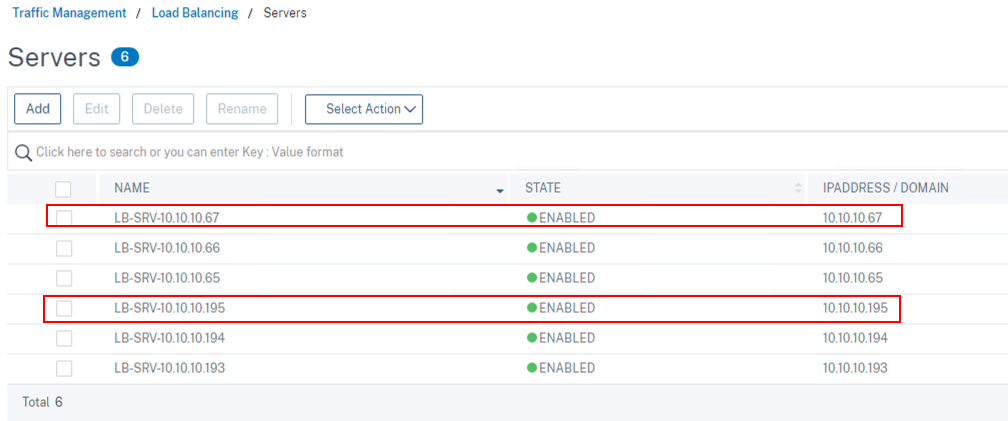 Traffic Management / Load Balancing / Servers
Servers 6
Add Edit Delete Rename Select Action
Click here to search or you can enter Key : Value format
NAME STATE IPADDRESS / DOMAIN
LB-SRV-10.10.10.67 ENABLED 10.10.10.67
LB-SRV-10.10.10.66 ENABLED 10.10.10.66
LB-SRV-10.10.10.65 ENABLED 10.10.10.65
LB-SRV-10.10.10.195 ENABLED 10.10.10.195
LB-SRV-10.10.10.194 ENABLED 10.10.10.194
LB-SRV-10.10.10.193 ENABLED 10.10.10.193
Total 6